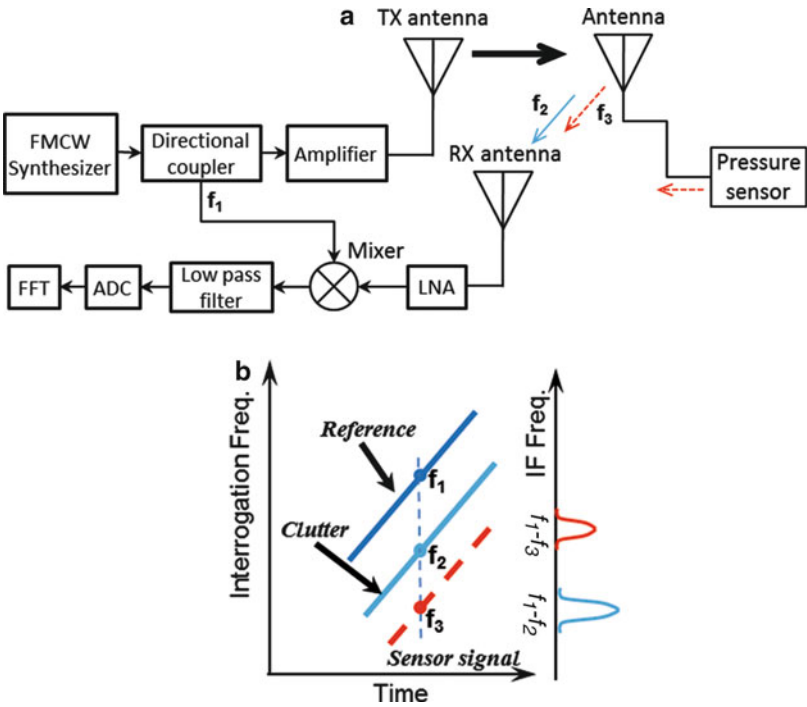 a
TX antenna
Antenna
f2
f3
FMCW
Synthesizer
Directional
coupler
Amplifier
RX antenna
Pressure
sensor
f1
Mixer
FFT
ADC
Low pass
filter
LNA
b
Interrogation Freq.
IF Freq.
Reference
f1
Clutter
f2
f3
f1-f3
f1-f2
Sensor signal
Time